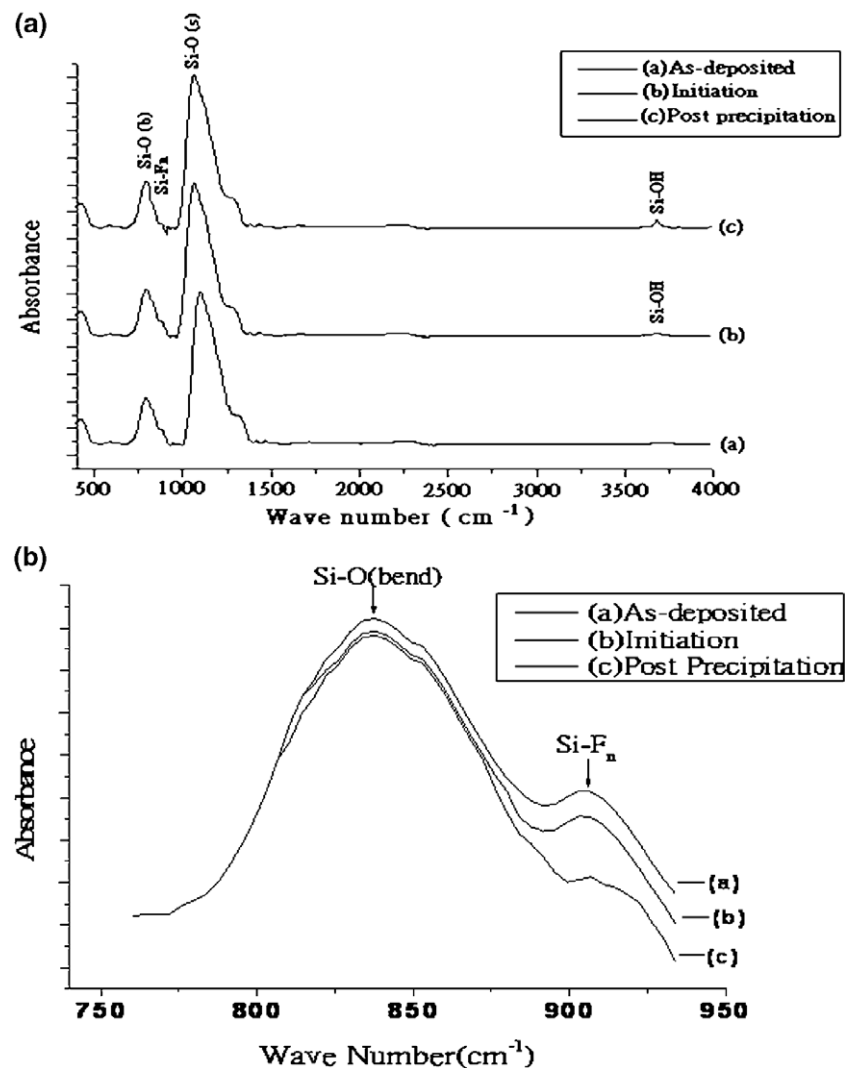 (a)
Si-O (s)
Si-O (b)
Si-Fn
(a)As-deposited
(b)Initiation
(c)Post precipitation
Si-OH
(c)
Si-OH
(b)
(a)
Absorbance
500 1000 1500 2000 2500 3000 3500 4000
Wave number ( cm -1)
(b)
Si-O(bend)
(a)As-deposited
(b)Initiation
(c)Post Precipitation
Si-Fn
(a)
(b)
(c)
Absorbance
750 800 850 900 950
Wave Number(cm-1)